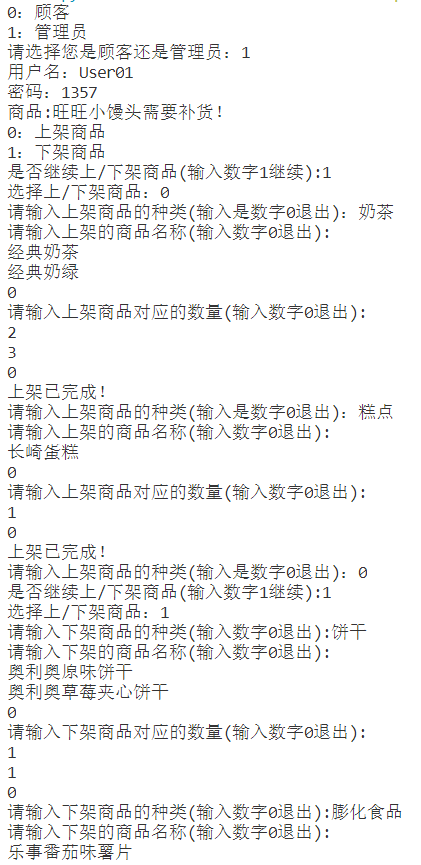 0: 顾客
1: 管理员
请选择您是顾客还是管理员: 1
用户名: User01
密码: 1357
商品:旺旺小馒头需要补货!
0: 上架商品
1: 下架商品
是否继续上/下架商品(输入数字1继续):1
选择上/下架商品: 0
请输入上架商品的种类(输入是数字0退出): 奶茶
请输入上架的商品名称(输入数字0退出):
经典奶茶
经典奶绿
0
请输入上架商品对应的数量(输入数字0退出):
2
3
0
上架已完成!
请输入上架商品的种类(输入是数字0退出): 糕点
请输入上架的商品名称(输入数字0退出):
长崎蛋糕
0
请输入上架商品对应的数量(输入数字0退出):
1
0
上架已完成!
请输入上架商品的种类(输入是数字0退出): 0
是否继续上/下架商品(输入数字1继续):1
选择上/下架商品: 1
请输入下架商品的种类(输入数字0退出):饼干
请输入下架的商品名称(输入数字0退出):
奥利奥原味饼干
奥利奥草莓夹心饼干
0
请输入下架商品对应的数量(输入数字0退出):
1
1
0
请输入下架商品的种类(输入数字0退出):膨化食品
请输入下架的商品名称(输入数字0退出):
乐事番茄味薯片